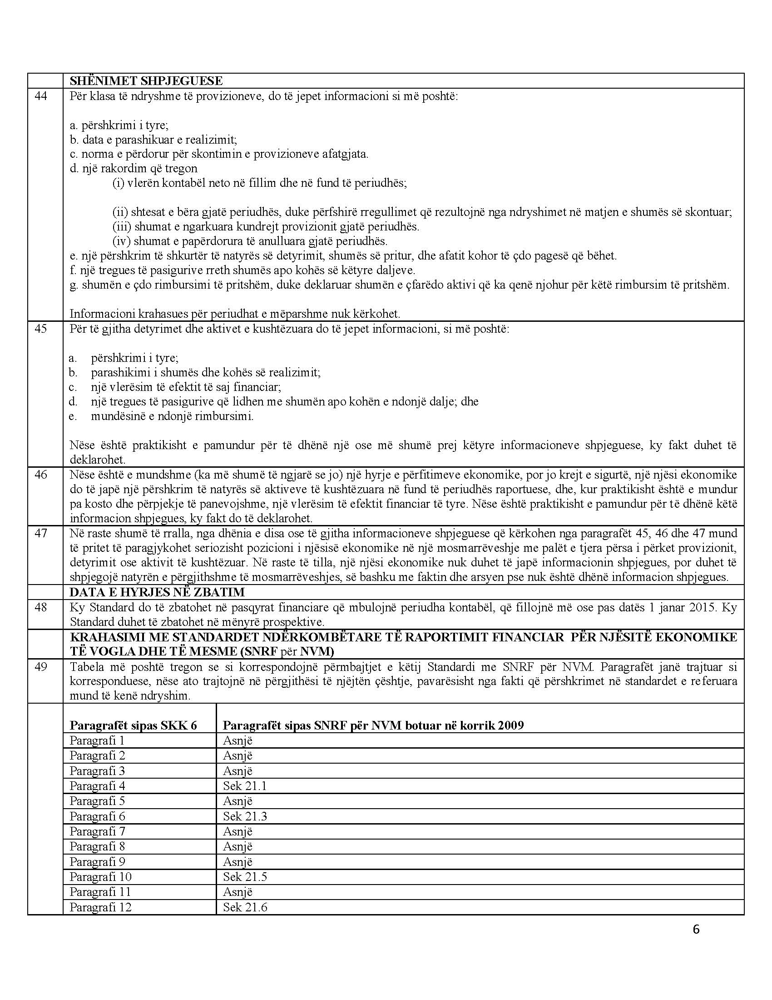 SHËNIMET SHPJEGUESE
44 Për klasa të ndryshme të provizioneve, do të jepet informacioni si më poshtë:
a. përshkrimi i tyre;
b. data e parashikuar e realizimit;
c. norma e përdorur për skontimin e provizioneve afatgjata.
d. një rakordim që tregon
(i) vlerën kontabël neto në fillim dhe në fund të periudhës;
(ii) shtesat e bëra gjatë periudhës, duke përfshirë rregullimet që rezultojnë nga ndryshimet në matjen e shumës së skontuar;
(iii) shumat e ngarkuara kundrejt provizionit gjatë periudhës.
(iv) shumat e papërdorura të anulluara gjatë periudhës.
e. një përshkrim të shkurtër të natyrës së detyrimit, shumës së pritur, dhe afatit kohor të çdo pagesë që bëhet.
f. një tregues të pasigurive rreth shumës apo kohës së këtyre daljeve.
g. shumën e çdo rimbursimi të pritshëm, duke deklaruar shumën e çfarëdo aktivi që ka qenë njohur për këtë rimbursim të pritshëm.
Informacioni krahasues për periudhat e mëparshme nuk kërkohet.
45 Për të gjitha detyrimet dhe aktivet e kushtëzuara do të jepet informacioni, si më poshtë:
a. përshkrimi i tyre;
b. parashikimi i shumës dhe kohës së realizimit;
c. një vlerësim të efektit të saj financiar;
d. një tregues të pasigurive që lidhen me shumën apo kohën e ndonjë dalje; dhe
e. mundësinë e ndonjë rimbursimi.
Nëse është praktikisht e pamundur për të dhënë një ose më shumë prej këtyre informacioneve shpjeguese, ky fakt duhet të
deklarohet.
46 Nëse është e mundshme (ka më shumë të ngjarë se jo) një hyrje e përfitimeve ekonomike, por jo krejt e sigurtë, një njësi ekonomike
do të japë një përshkrim të natyrës së aktiveve të kushtëzuara në fund të periudhës raportuese, dhe, kur praktikisht është e mundur
pa kosto dhe përpjekje të panevojshme, një vlerësim të efektit financiar të tyre. Nëse është praktikisht e pamundur për të dhënë këtë
informacion shpjegues, ky fakt do të deklarohet.
47 Në raste shumë të rralla, nga dhënia e disa ose të gjitha informacioneve shpjeguese që kërkohen nga paragrafët 45, 46 dhe 47 mund
të pritet të paragjykohet seriozisht pozicioni i njësisë ekonomike në një mosmarrëveshje me palët e tjera përsa i përket provizionit,
detyrimit ose aktivit të kushtëzuar. Në raste të tilla, një njësi ekonomike nuk duhet të japë informacionin shpjegues, por duhet të
shpjegojë natyrën e përgjithshme të mosmarrëveshjes, së bashku me faktin dhe arsyen pse nuk është dhënë informacion shpjegues.
DATA E HYRJES NË ZBATIM
48 Ky Standard do të zbatohet në pasqyrat financiare që mbulojnë periudha kontabël, që fillojnë më ose pas datës 1 janar 2015. Ky
Standard duhet të zbatohet në mënyrë prospektive.
KRAHASIMI ME STANDARDET NDËRKOMBËTARE TË RAPORTIMIT FINANCIAR PËR NJËSITË EKONOMIKE
TË VOGLA DHE TË MESME (SNRF për NVM)
49 Tabela më poshtë tregon se si korrespondojnë përmbajtjet e këtij Standardi me SNRF për NVM. Paragrafët janë trajtuar si
korresponduese, nëse ato trajtojnë në përgjithësi të njëjtën çështje, pavarësisht nga fakti që përshkrimet në standardet e referuara
mund të kenë ndryshim.
Paragrafët sipas SKK 6 Paragrafët sipas SNRF për NVM botuar në korrik 2009
Paragrafi 1 Asnjë
Paragrafi 2 Asnjë
Paragrafi 3 Asnjë
Paragrafi 4 Sek 21.1
Paragrafi 5 Asnjë
Paragrafi 6 Sek 21.3
Paragrafi 7 Asnjë
Paragrafi 8 Asnjë
Paragrafi 9 Asnjë
Paragrafi 10 Sek 21.5
Paragrafi 11 Asnjë
Paragrafi 12 Sek 21.6
6